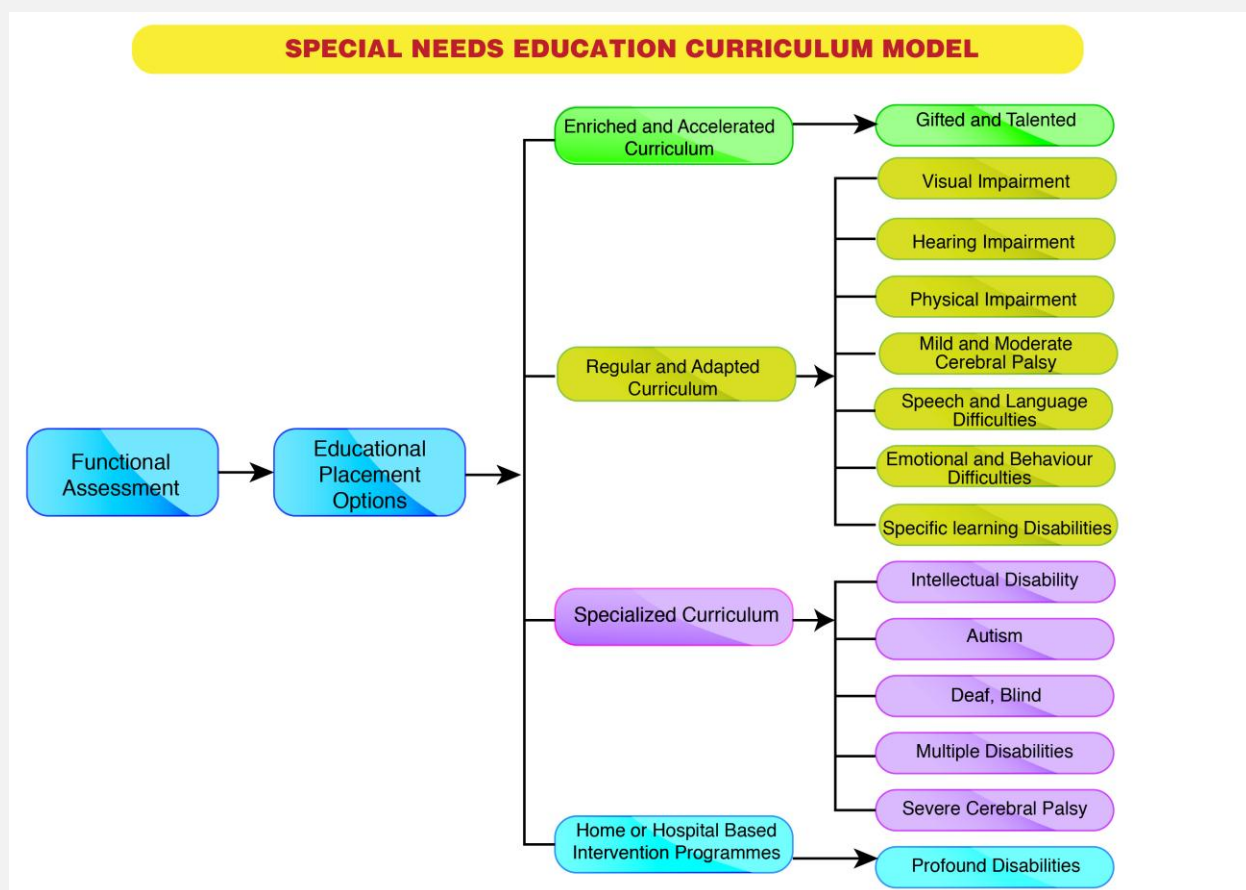 SPECIAL NEEDS EDUCATION CURRICULUM MODEL
Functional
Assessment
Educational
Placement
Options
Enriched and Accelerated
Curriculum
Gifted and Talented
Regular and Adapted
Curriculum
Visual Impairment
Hearing Impairment
Physical Impairment
Mild and Moderate
Cerebral Palsy
Speech and Language
Difficulties
Emotional and Behaviour
Difficulties
Specific learning Disabilities
Specialized Curriculum
Intellectual Disability
Autism
Deaf, Blind
Multiple Disabilities
Severe Cerebral Palsy
Home or Hospital Based
Intervention Programmes
Profound Disabilities